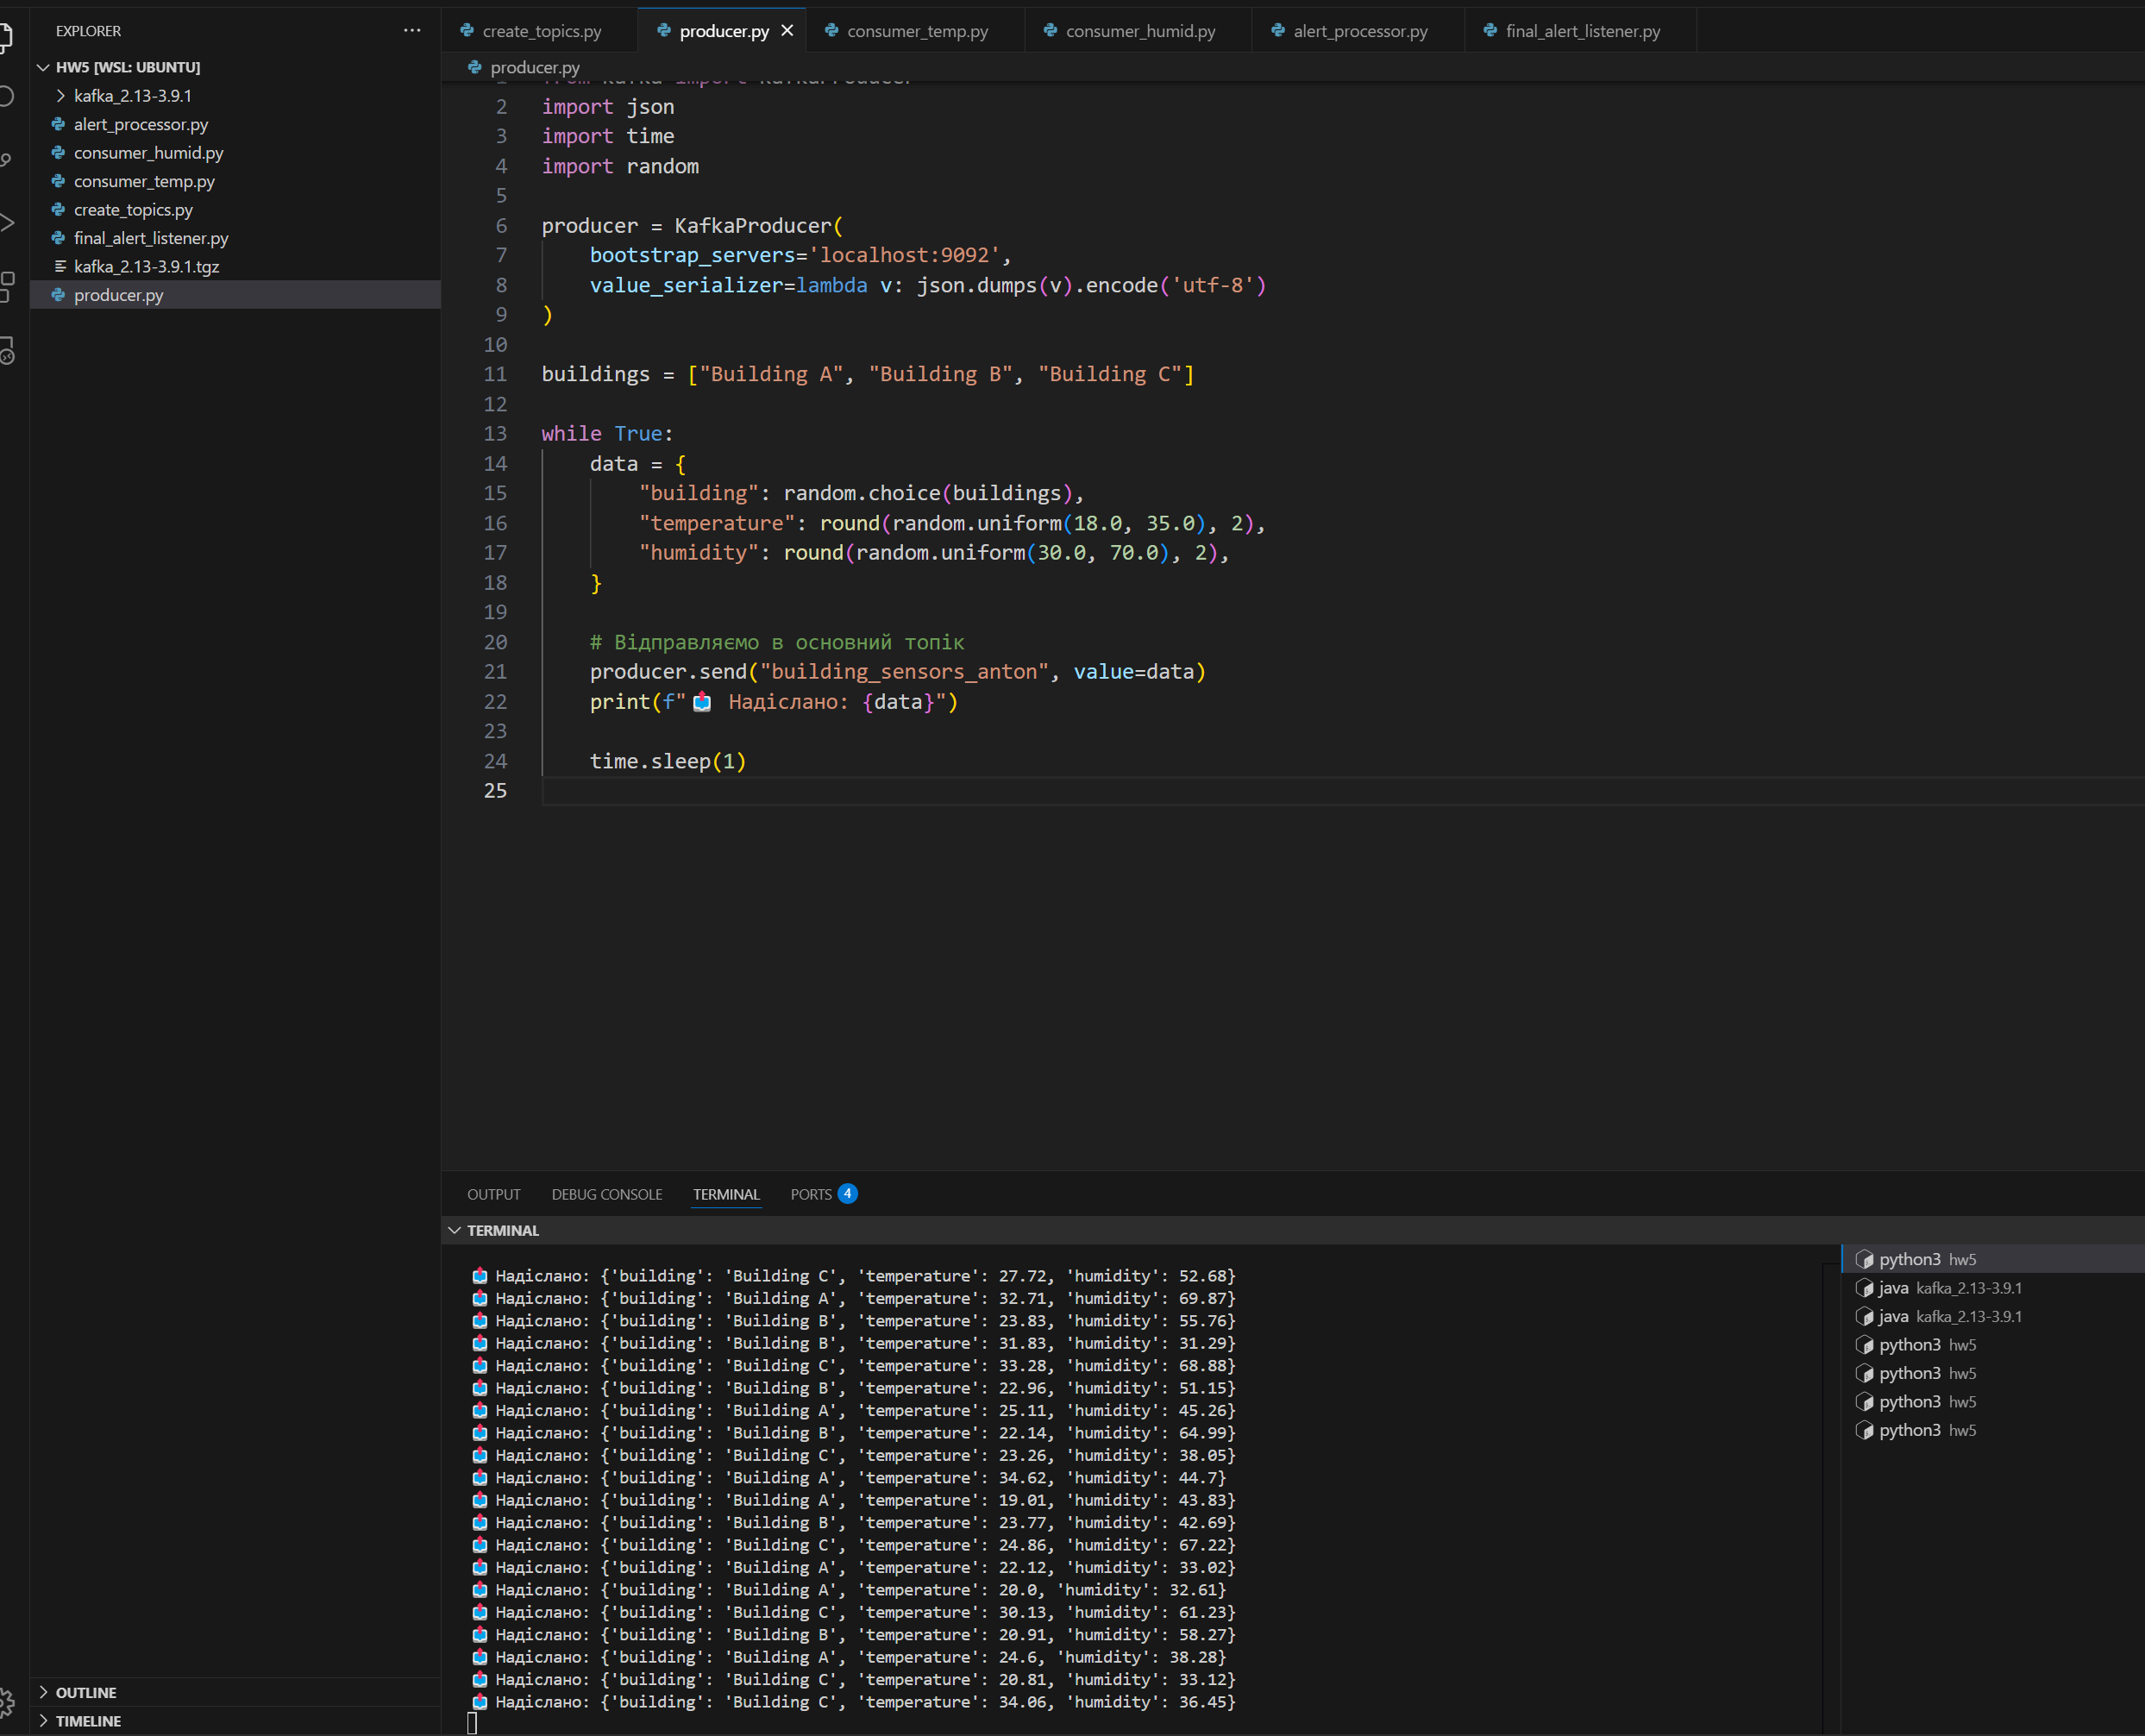 EXPLORER
HW5 [WSL: UBUNTU]
kafka_2.13-3.9.1
alert_processor.py
consumer_humid.py
consumer_temp.py
create_topics.py
final_alert_listener.py
kafka_2.13-3.9.1.tgz
producer.py
OUTLINE
TIMELINE
create_topics.py
producer.py
consumer_temp.py
consumer_humid.py
alert_processor.py
final_alert_listener.py
producer.py
1 from kafka import KafkaProducer
2 import json
3 import time
4 import random
5
6 producer = KafkaProducer(
7     bootstrap_servers='localhost:9092',
8     value_serializer=lambda v: json.dumps(v).encode('utf-8')
9 )
10
11 buildings = ["Building A", "Building B", "Building C"]
12
13 while True:
14     data = {
15         "building": random.choice(buildings),
16         "temperature": round(random.uniform(18.0, 35.0), 2),
17         "humidity": round(random.uniform(30.0, 70.0), 2),
18     }
19
20     # Відправляємо в основний топік
21     producer.send("building_sensors_anton", value=data)
22     print(f"📤 Надіслано: {data}")
23
24     time.sleep(1)
25
OUTPUT DEBUG CONSOLE TERMINAL PORTS 4
TERMINAL
📤 Надіслано: {'building': 'Building C', 'temperature': 27.72, 'humidity': 52.68}
📤 Надіслано: {'building': 'Building A', 'temperature': 32.71, 'humidity': 69.87}
📤 Надіслано: {'building': 'Building B', 'temperature': 23.83, 'humidity': 55.76}
📤 Надіслано: {'building': 'Building B', 'temperature': 31.83, 'humidity': 31.29}
📤 Надіслано: {'building': 'Building C', 'temperature': 33.28, 'humidity': 68.88}
📤 Надіслано: {'building': 'Building B', 'temperature': 22.96, 'humidity': 51.15}
📤 Надіслано: {'building': 'Building A', 'temperature': 25.11, 'humidity': 45.26}
📤 Надіслано: {'building': 'Building B', 'temperature': 22.14, 'humidity': 64.99}
📤 Надіслано: {'building': 'Building C', 'temperature': 23.26, 'humidity': 38.05}
📤 Надіслано: {'building': 'Building A', 'temperature': 34.62, 'humidity': 44.7}
📤 Надіслано: {'building': 'Building A', 'temperature': 19.01, 'humidity': 43.83}
📤 Надіслано: {'building': 'Building B', 'temperature': 23.77, 'humidity': 42.69}
📤 Надіслано: {'building': 'Building C', 'temperature': 24.86, 'humidity': 67.22}
📤 Надіслано: {'building': 'Building A', 'temperature': 22.12, 'humidity': 33.02}
📤 Надіслано: {'building': 'Building A', 'temperature': 20.0, 'humidity': 32.61}
📤 Надіслано: {'building': 'Building C', 'temperature': 30.13, 'humidity': 61.23}
📤 Надіслано: {'building': 'Building B', 'temperature': 20.91, 'humidity': 58.27}
📤 Надіслано: {'building': 'Building A', 'temperature': 24.6, 'humidity': 38.28}
📤 Надіслано: {'building': 'Building C', 'temperature': 20.81, 'humidity': 33.12}
📤 Надіслано: {'building': 'Building C', 'temperature': 34.06, 'humidity': 36.45}
python3 hw5
java kafka_2.13-3.9.1
java kafka_2.13-3.9.1
python3 hw5
python3 hw5
python3 hw5
python3 hw5